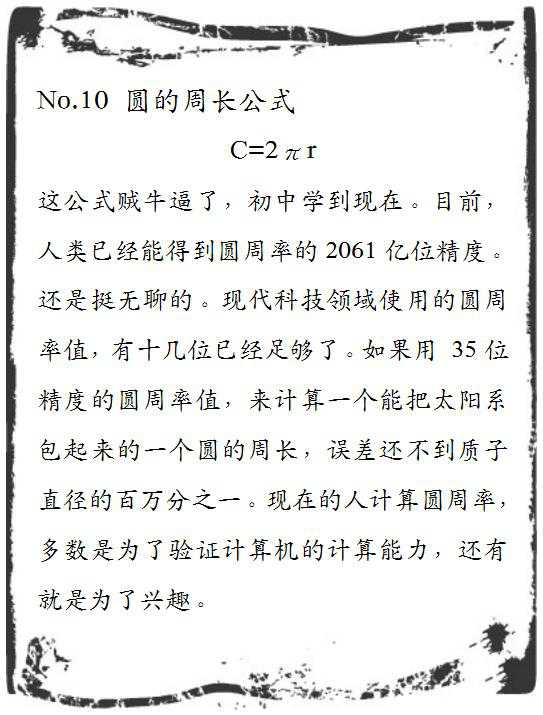 No.10 圆的周长公式
C=2πr
这公式贼牛逼了，初中学到现在。目前，
人类已经能得到圆周率的 2061 亿位精度。
还是挺无聊的。现代科技领域使用的圆周
率值，有十几位已经足够了。如果用 35 位
精度的圆周率值，来计算一个能把太阳系
包起来的一个圆的周长，误差还不到质子
直径的百万分之一。现在的人计算圆周率，
多数是为了验证计算机的计算能力，还有
就是为了兴趣。